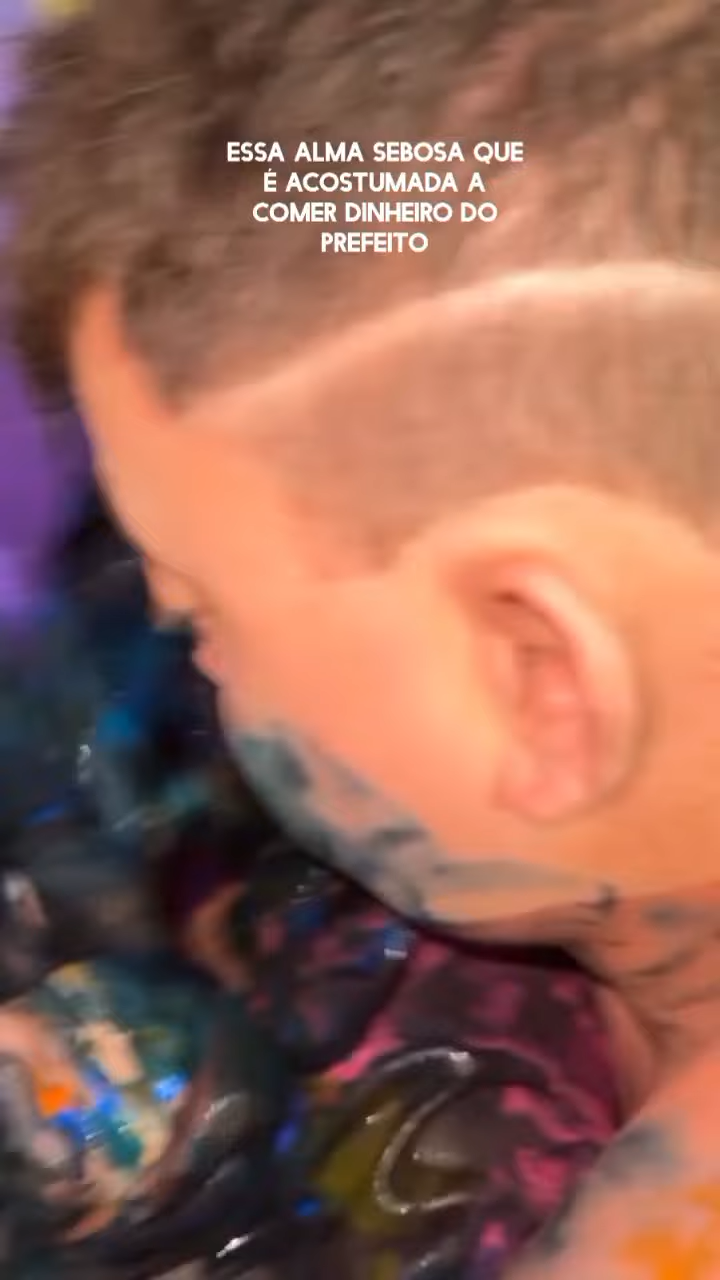 ESSA ALMA SEBOSA QUE
É ACOSTUMADA A
COMER DINHEIRO DO
PREFEITO